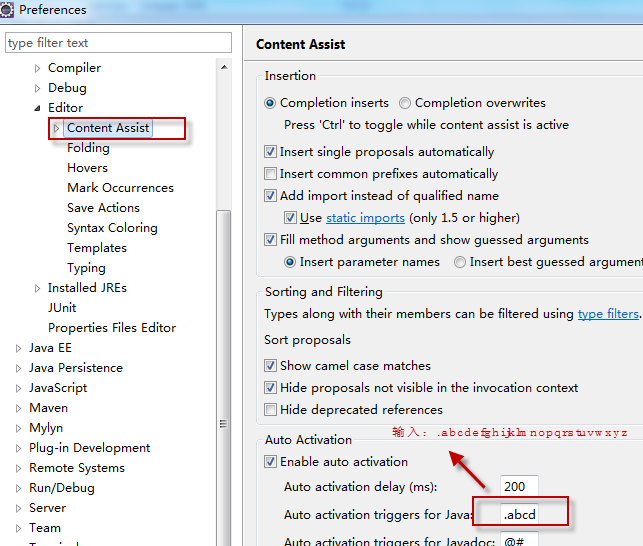 Preferences
type filter text
Compiler
Debug
Editor
Content Assist
Folding
Hovers
Mark Occurrences
Save Actions
Syntax Coloring
Templates
Typing
Installed JREs
JUnit
Properties Files Editor
Java EE
Java Persistence
JavaScript
Maven
Mylyn
Plug-in Development
Remote Systems
Run/Debug
Server
Team
Content Assist
Insertion
Completion inserts Completion overwrites
Press 'Ctrl' to toggle while content assist is active
Insert single proposals automatically
Insert common prefixes automatically
Add import instead of qualified name
Use static imports (only 1.5 or higher)
Fill method arguments and show guessed arguments
Insert parameter names Insert best guessed argument
Sorting and Filtering
Types along with their members can be filtered using type filters.
Sort proposals
Show camel case matches
Hide proposals not visible in the invocation context
Hide deprecated references
输入：.abcdefghijklmnopqrstuvwxyz
Auto Activation
Enable auto activation
Auto activation delay (ms): 200
Auto activation triggers for Java: .abcd
Auto activation triggers for Javadoc: @#